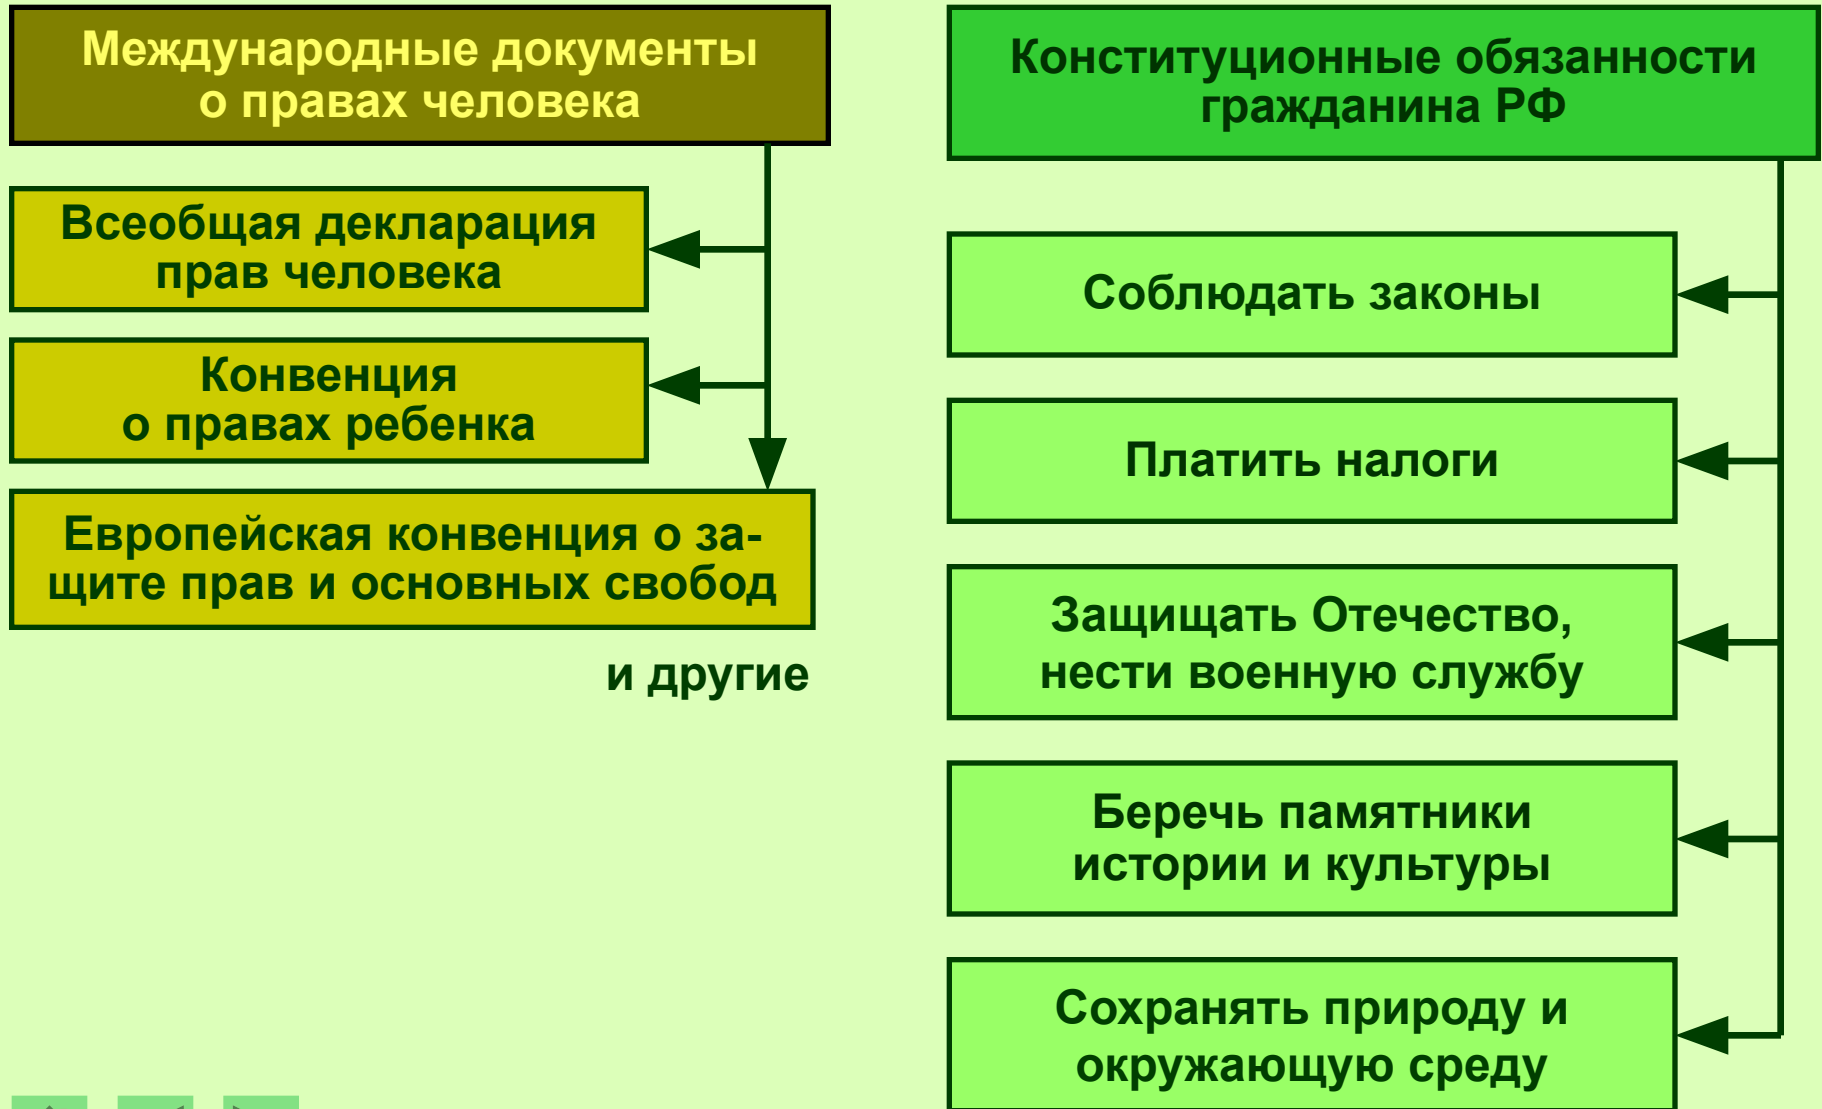 Международные документы
о правах человека
Всеобщая декларация
прав человека
Конвенция
о правах ребенка
Европейская конвенция о за-
щите прав и основных свобод
и другие
Конституционные обязанности
гражданина РФ
Соблюдать законы
Платить налоги
Защищать Отечество,
нести военную службу
Беречь памятники
истории и культуры
Сохранять природу и
окружающую среду